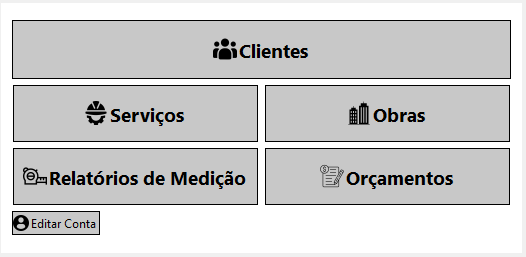 Clientes
Serviços
Obras
Relatórios de Medição
Orçamentos
Editar Conta